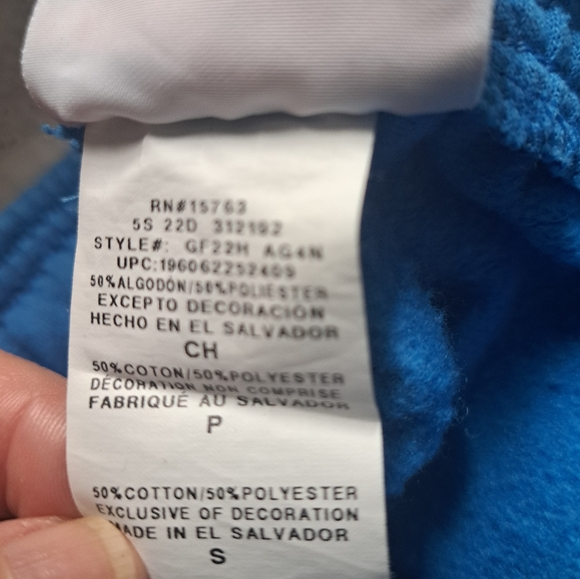 RN#15763
5S 22D 312192
STYLE#: GF22H AG4N
UPC:196062252409
50%ALGODÓN/50%POLIÉSTER
EXCEPTO DECORACIÓN
HECHO EN EL SALVADOR
CH
50%COTON/50%POLYESTER
DÉCORATION NON COMPRISE
FABRIQUÉ AU SALVADOR
P
50%COTTON/50%POLYESTER
EXCLUSIVE OF DECORATION
MADE IN EL SALVADOR
S